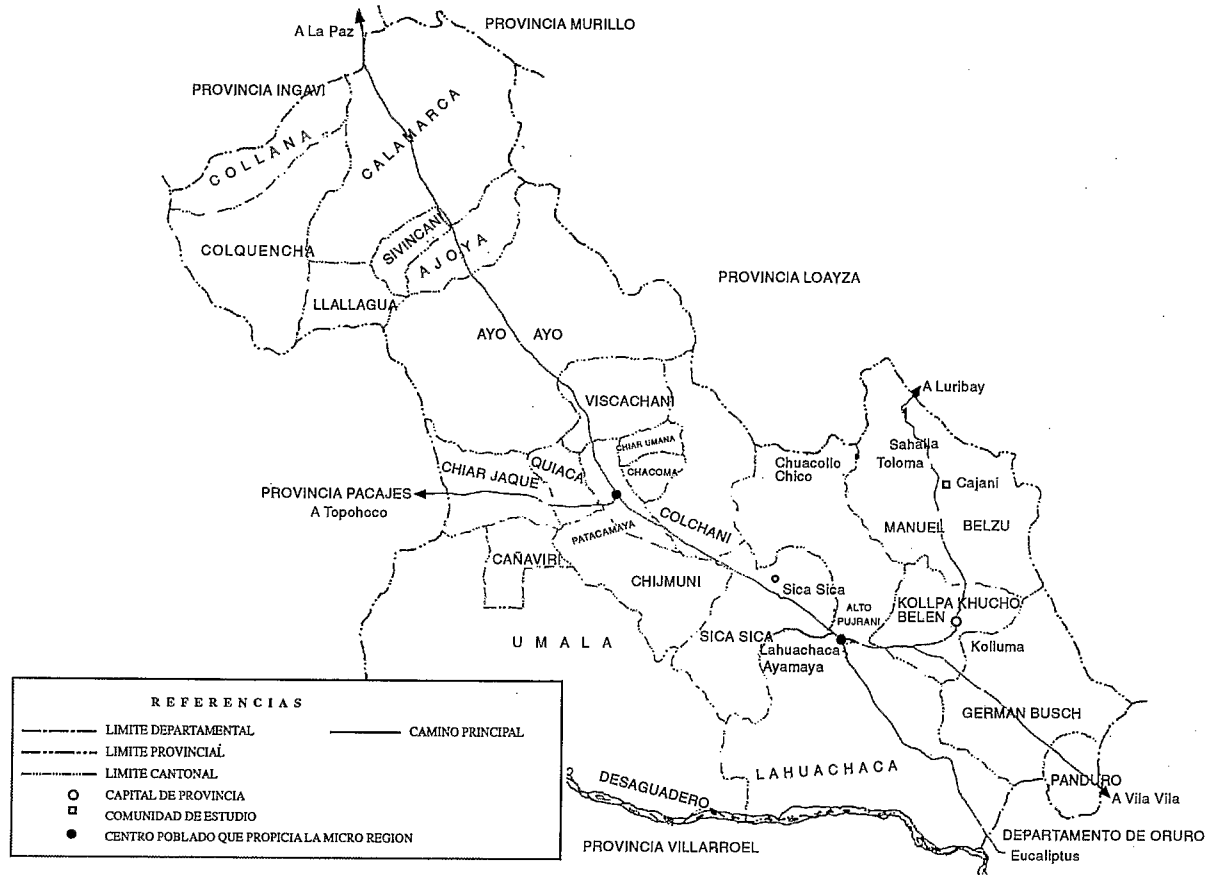 A La Paz
PROVINCIA MURILLO
PROVINCIA INGAVI
COLLANA
CALAMARCA
COLQUENCHA
SIVINCANI
AJOYA
LLALLAGUA
PROVINCIA LOAYZA
AYO AYO
VISCACHANI
A Luribay
CHIAR UMANA
Sahalla
Toloma
CHIAR JAQUE
QUIACA
CHACOMA
Chuacollo
Chico
Cajani
PROVINCIA PACAJES
A Topohoco
COLCHANI
MANUEL BELZU
PATACAMAYA
CAÑAVIRI
CHIJMUNI
Sica Sica
ALTO
PUJRANI
KOLLPA KHUCHO
BELEN
UMALA
SICA SICA
Lahuachaca
Ayamaya
Kolluma
GERMAN BUSCH
LAHUACHACA
PANDURO
A Vila Vila
DESAGUADERO
PROVINCIA VILLARROEL
DEPARTAMENTO DE ORURO
Eucaliptus
REFERENCIAS
LIMITE DEPARTAMENTAL
CAMINO PRINCIPAL
LIMITE PROVINCIAL
LIMITE CANTONAL
CAPITAL DE PROVINCIA
COMUNIDAD DE ESTUDIO
CENTRO POBLADO QUE PROPICIA LA MICRO REGION